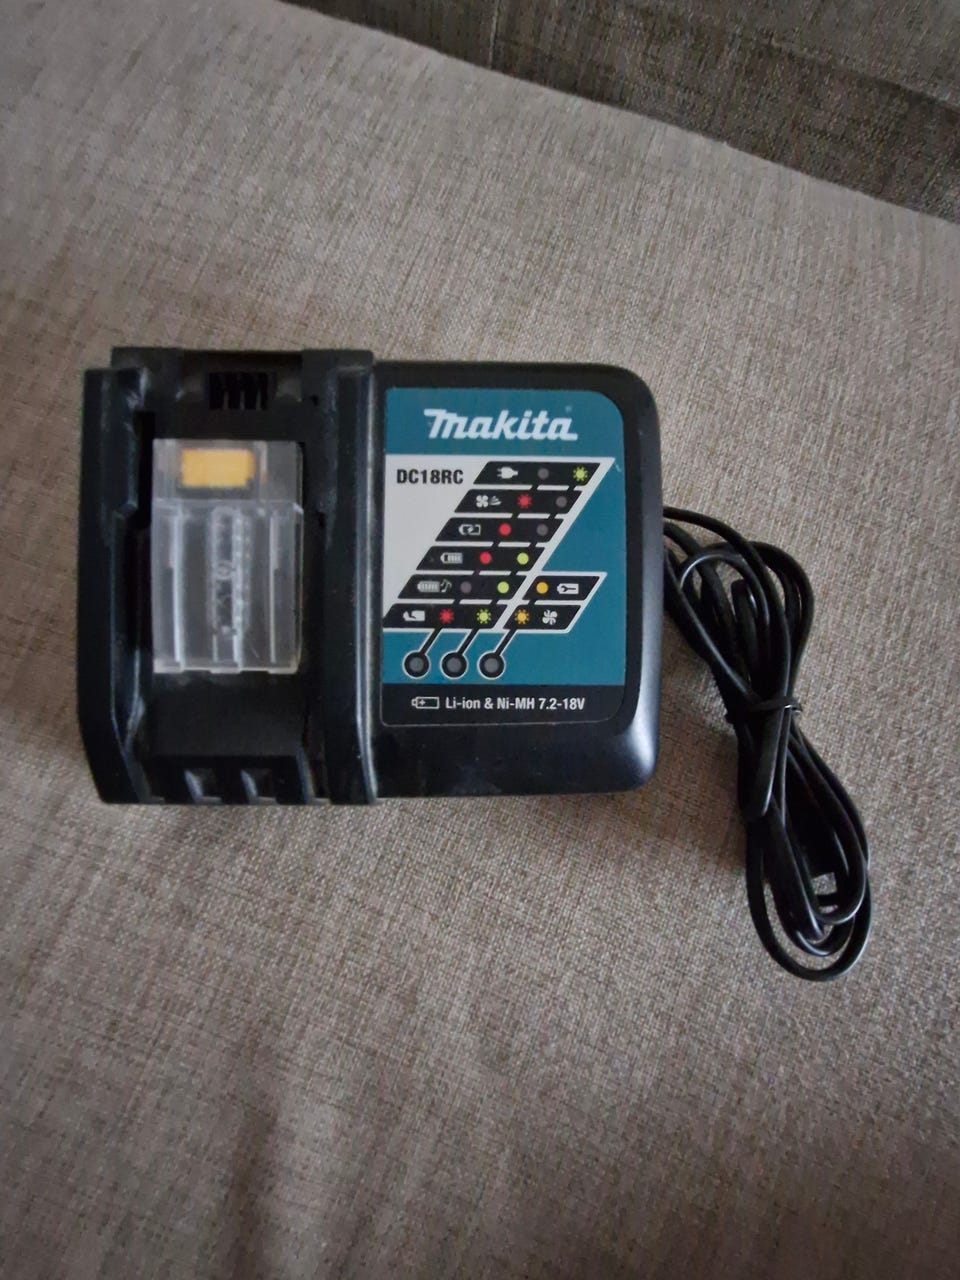 makita
DC18RC
Li-ion & Ni-MH 7.2-18V